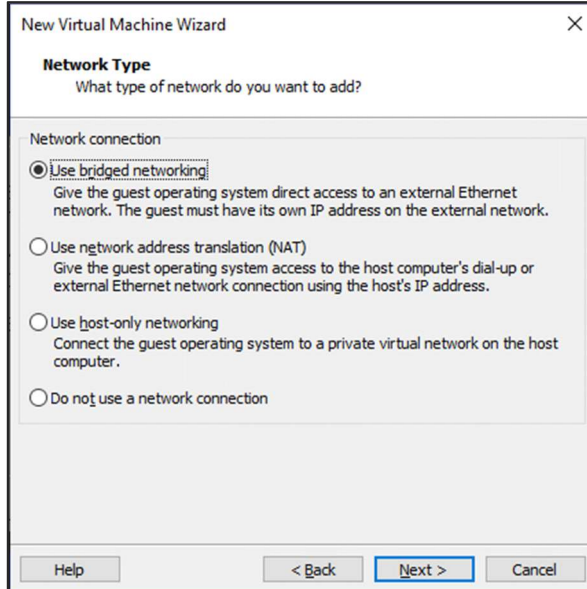 New Virtual Machine Wizard
Network Type
What type of network do you want to add?
Network connection
Use bridged networking
Give the guest operating system direct access to an external Ethernet
network. The guest must have its own IP address on the external network.
Use network address translation (NAT)
Give the guest operating system access to the host computer's dial-up or
external Ethernet network connection using the host's IP address.
Use host-only networking
Connect the guest operating system to a private virtual network on the host
computer.
Do not use a network connection
Help
< Back
Next >
Cancel